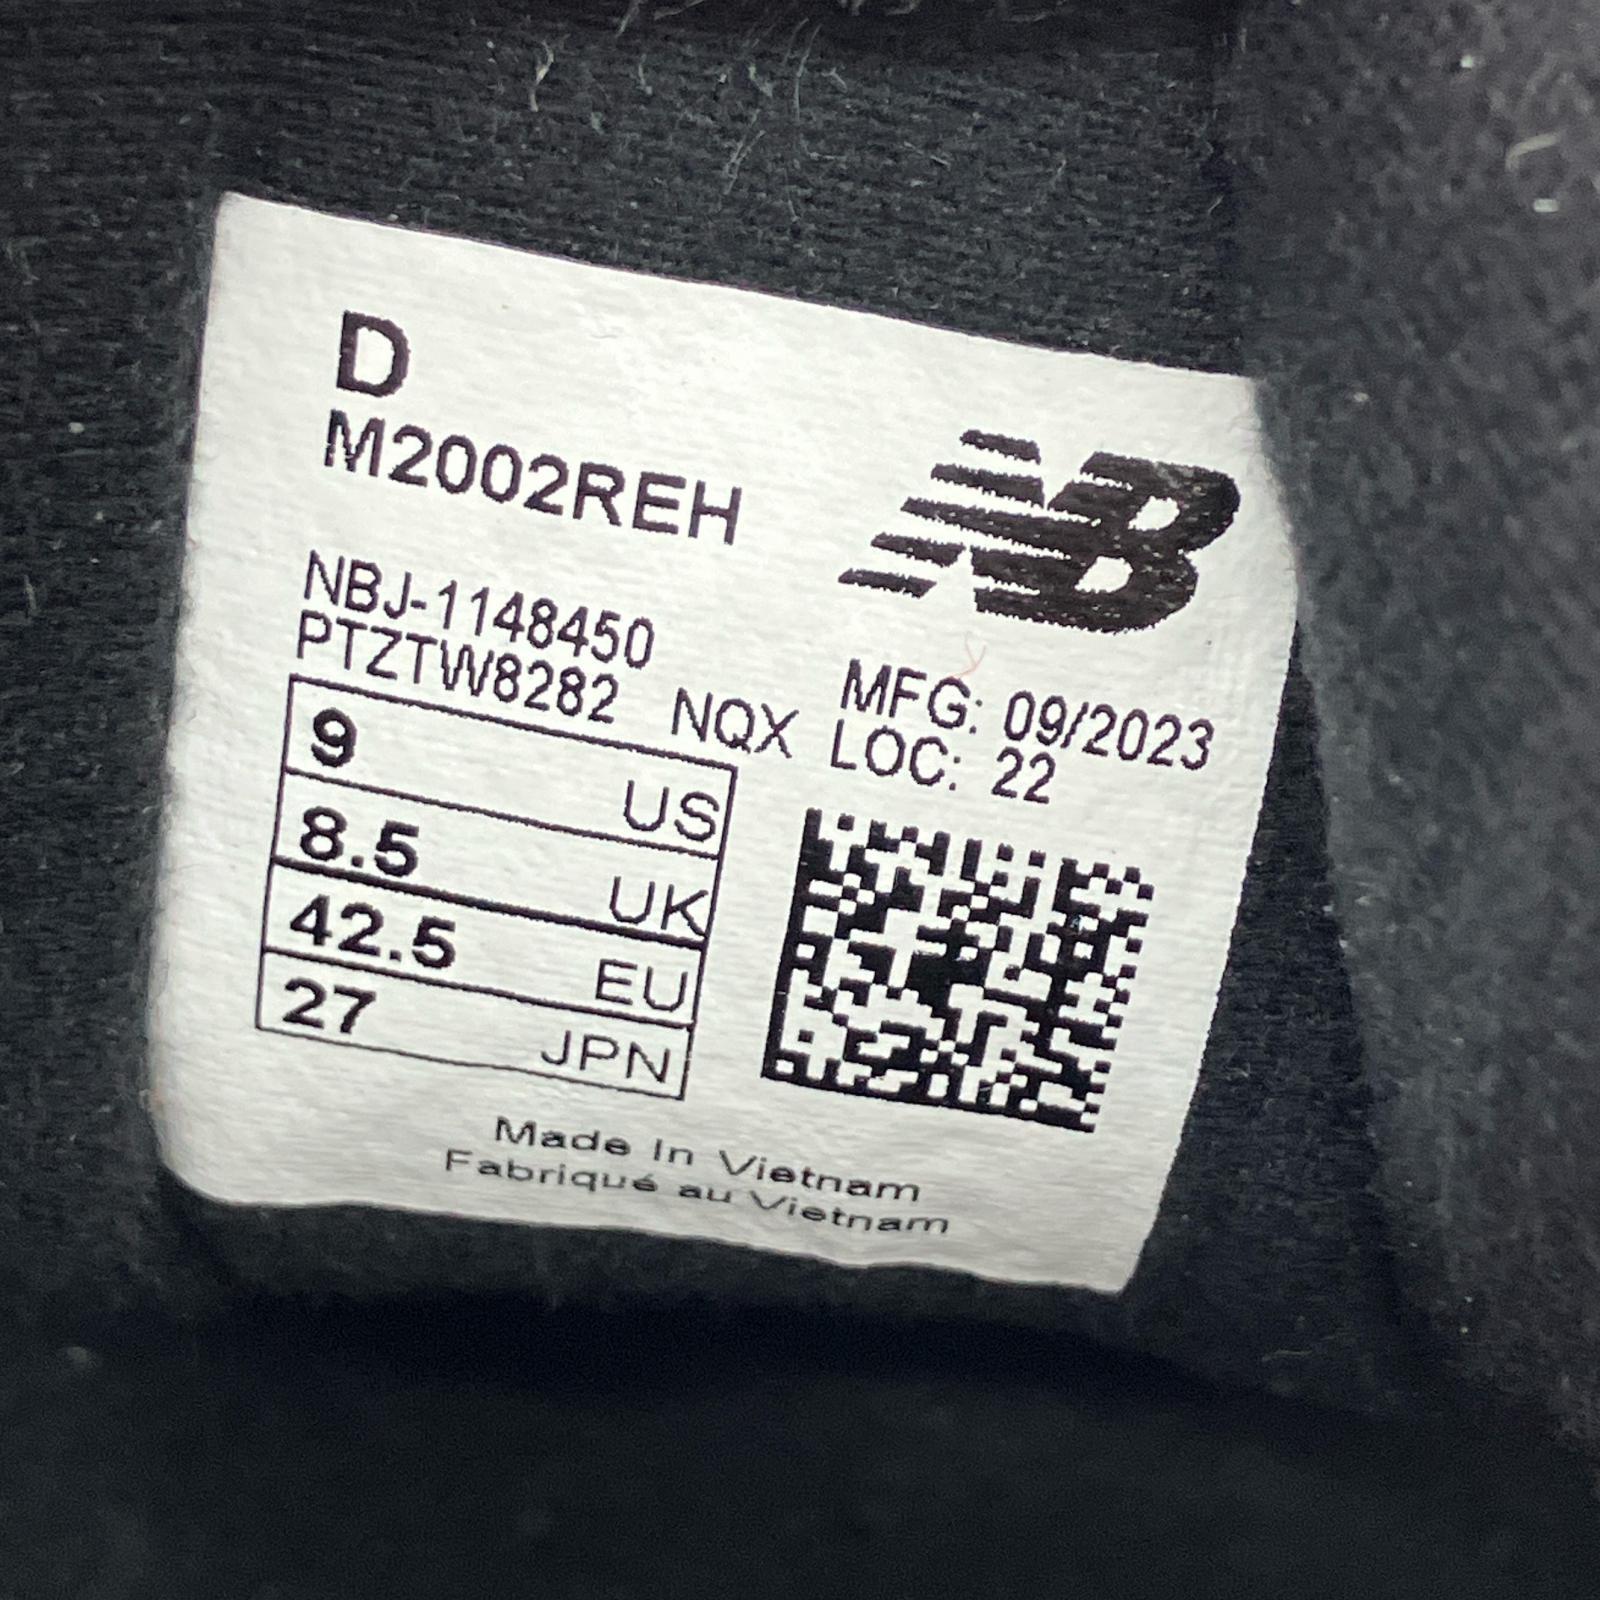 D
M2002REH
NB
NBJ-1148450
PTZTW8282 NQX
MFG: 09/2023
LOC: 22
9 US
8.5 UK
42.5 EU
27 JPN
Made In Vietnam
Fabriqué au Vietnam